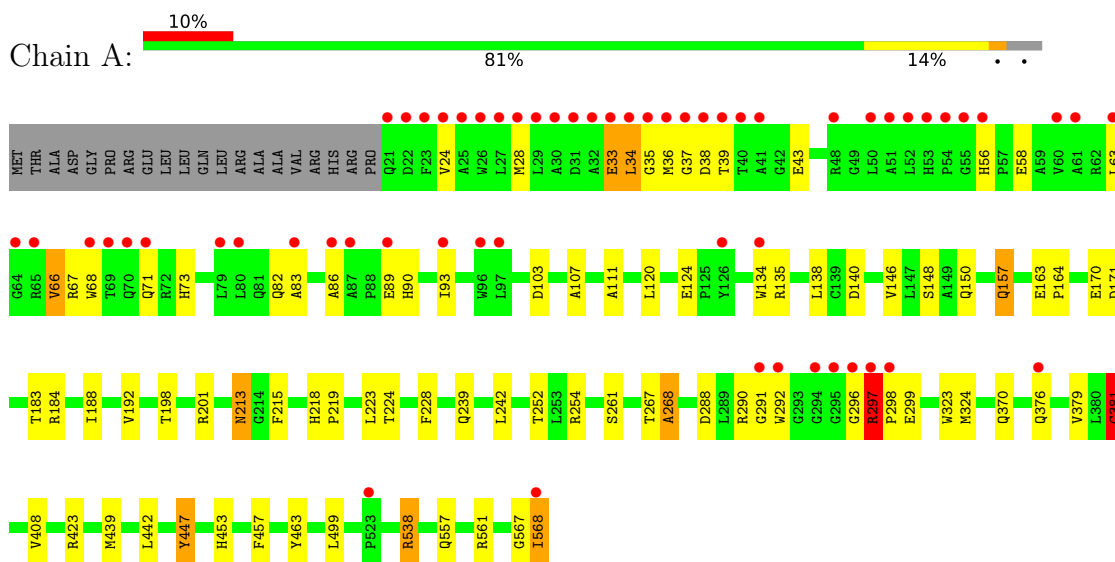 10%
Chain A:
81% 14% • •
MET THR ALA ASP GLY PRO ARG GLU LEU LEU GLN LEU ARG ALA ALA VAL ARG HIS ARG PRO Q21 D22 F23 V24 A25 W26 L27 M28 L29 A30 D31 A32 E33 L34 G35 M36 G37 D38 T39 T40 A41 G42 E43 R48 G49 L50 A51 L52 H53 P54 G55 H56 P57 E58 A59 V60 A61 R62 L63
G64 R65 V66 R67 W68 T69 Q70 Q71 R72 H73 L79 L80 Q81 Q82 A83 A86 A87 P88 E89 H90 I93 W96 L97 D103 A107 A111 L120 E124 P125 Y126 W134 R135 L138 C139 D140 V146 L147 S148 A149 Q150 Q157 E163 P164 E170 D171
T183 R184 I188 V192 T198 R201 N213 G214 F215 H218 P219 L223 T224 F228 Q239 L242 T252 L253 R254 S261 T267 A268 D288 L289 R290 G291 W292 G293 G294 G295 G296 R297 P298 E299 W323 M324 Q370 Q376 V379 L380 G381
V408 R423 M439 L442 Y447 H453 F457 Y463 L499 P523 R538 Q557 R561 G567 I568